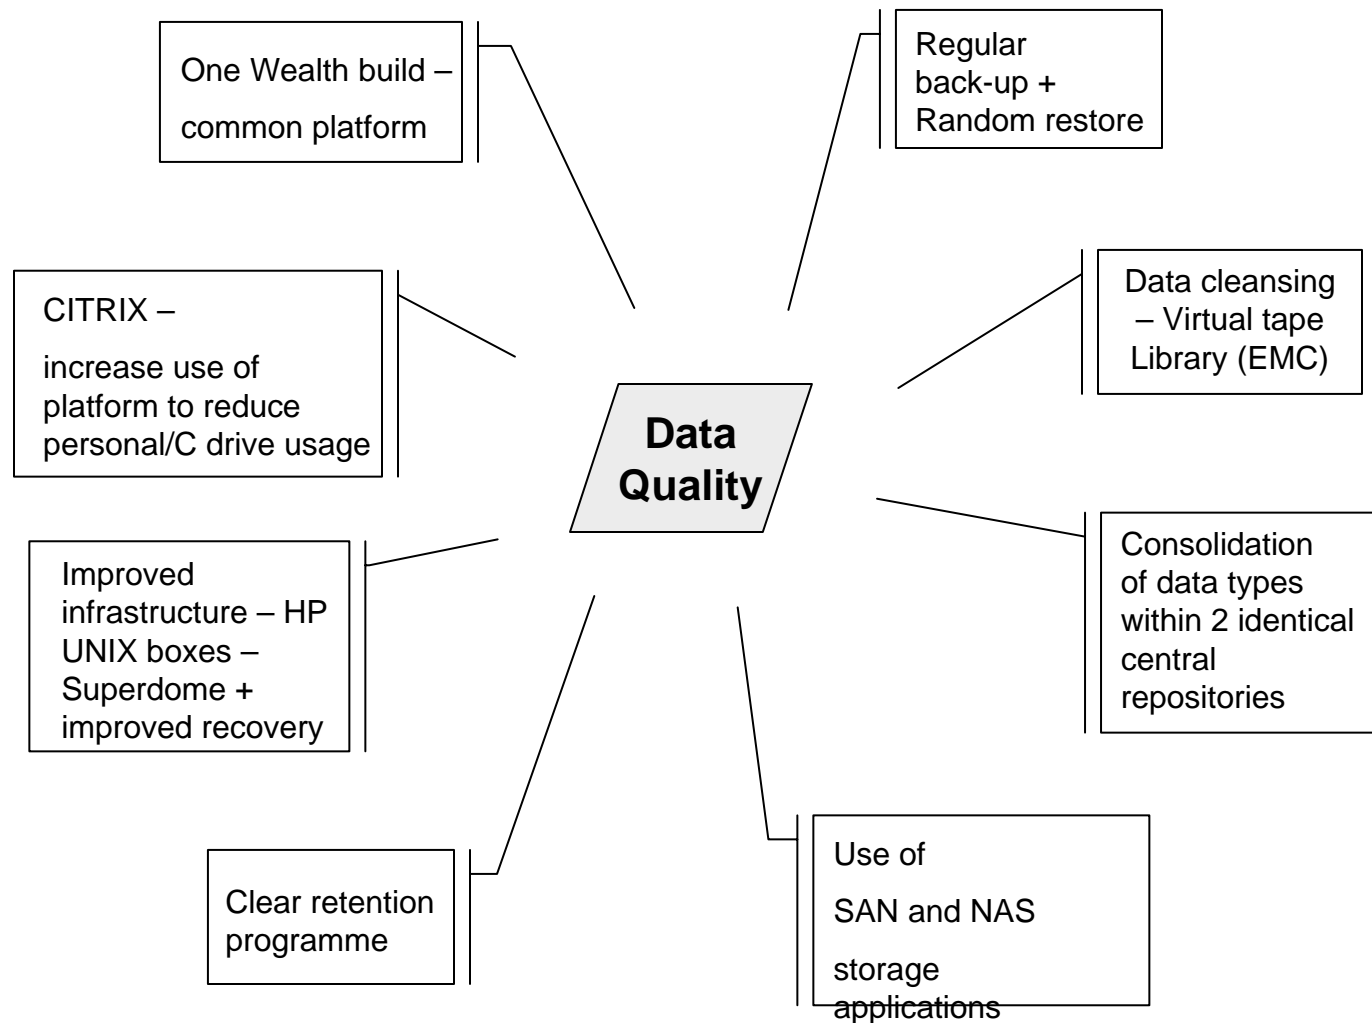 One Wealth build –
common platform
Regular
back-up +
Random restore
CITRIX –
increase use of
platform to reduce
personal/C drive usage
Data cleansing
– Virtual tape
Library (EMC)
Data
Quality
Improved
infrastructure – HP
UNIX boxes –
Superdome +
improved recovery
Consolidation
of data types
within 2 identical
central
repositories
Clear retention
programme
Use of
SAN and NAS
storage
applications